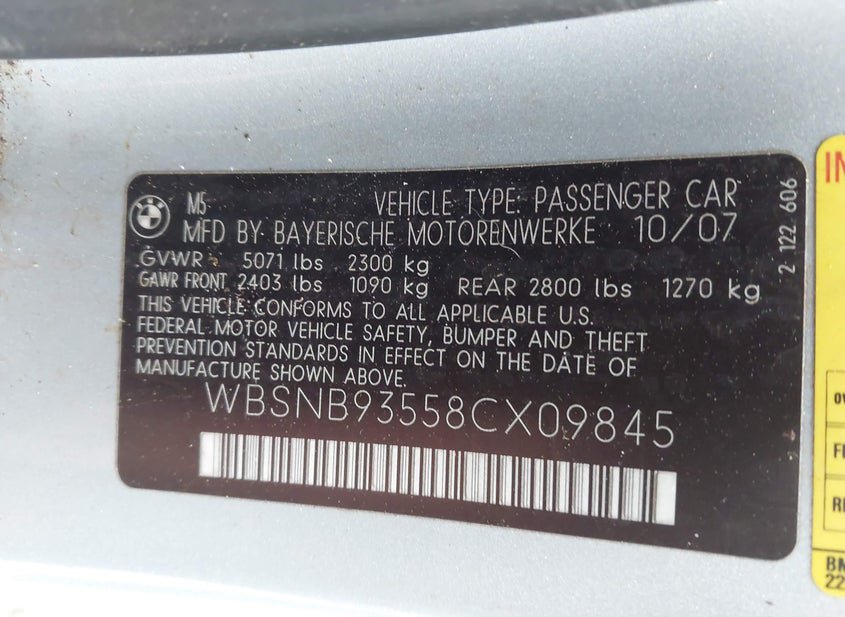 M5 VEHICLE TYPE: PASSENGER CAR
MFD BY BAYERISCHE MOTORENWERKE 10/07
GVWR 5071 lbs 2300 kg
GAWR FRONT 2403 lbs 1090 kg REAR 2800 lbs 1270 kg
THIS VEHICLE CONFORMS TO ALL APPLICABLE U.S.
FEDERAL MOTOR VEHICLE SAFETY, BUMPER AND THEFT
PREVENTION STANDARDS IN EFFECT ON THE DATE OF
MANUFACTURE SHOWN ABOVE.
WBSNB93558CX09845
2 122 606